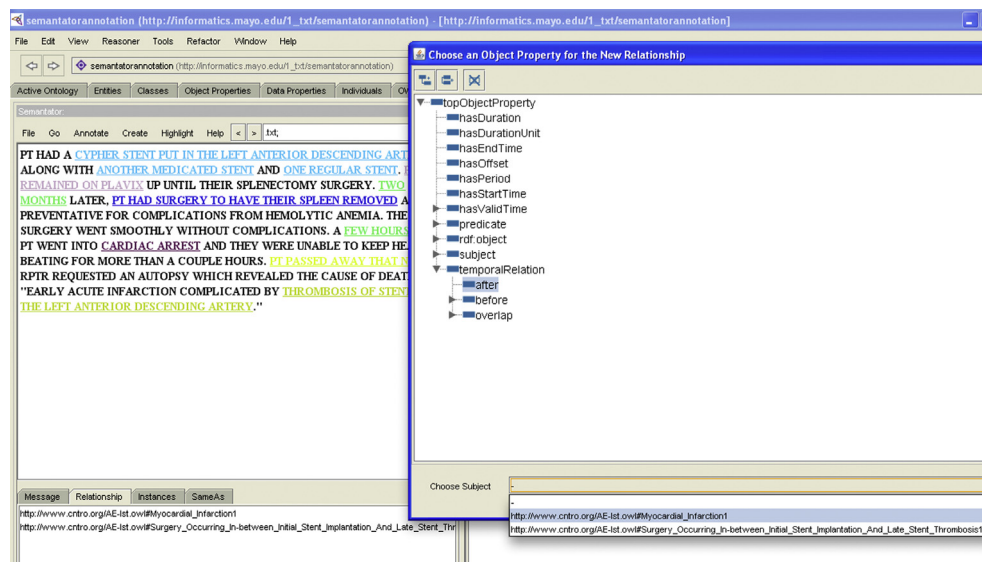 semantatorannotation (http://informatics.mayo.edu/1_txt/semantatorannotation) - [http://informatics.mayo.edu/1_txt/semantatorannotation]
File Edit View Reasoner Tools Refactor Window Help
semantatorannotation (http://informatics.mayo.edu/1_txt/semantatorannotation)
Active Ontology Entities Classes Object Properties Data Properties Individuals
Semantator:
File Go Annotate Create Highlight Help < > .txt;
PT HAD A CYPHER STENT PUT IN THE LEFT ANTERIOR DESCENDING
ALONG WITH ANOTHER MEDICATED STENT AND ONE REGULAR STENT.
REMAINED ON PLAVIX UP UNTIL THEIR SPLENECTOMY SURGERY. TWO
MONTHS LATER, PT HAD SURGERY TO HAVE THEIR SPLEEN REMOVED
PREVENTATIVE FOR COMPLICATIONS FROM HEMOLYTIC ANEMIA. THE
SURGERY WENT SMOOTHLY WITHOUT COMPLICATIONS. A FEW HOURS
PT WENT INTO CARDIAC ARREST AND THEY WERE UNABLE TO KEEP
BEATING FOR MORE THAN A COUPLE HOURS. PT PASSED AWAY THAT
RPTR REQUESTED AN AUTOPSY WHICH REVEALED THE CAUSE OF
"EARLY ACUTE INFARCTION COMPLICATED BY THROMBOSIS OF STEN
THE LEFT ANTERIOR DESCENDING ARTERY."
Message Relationship Instances SameAs
http://www.cntro.org/AE-lst.owl#Myocardial_Infarction1
http://www.cntro.org/AE-lst.owl#Surgery_Occurring_In-between_Initial_Stent_Implantation_And_Late_Stent_Thr
Choose an Object Property for the New Relationship
topObjectProperty
hasDuration
hasDurationUnit
hasEndTime
hasOffset
hasPeriod
hasStartTime
hasValidTime
predicate
rdf:object
subject
temporalRelation
after
before
overlap
Choose Subject -
-
http://www.cntro.org/AE-lst.owl#Myocardial_Infarction1
http://www.cntro.org/AE-lst.owl#Surgery_Occurring_In-between_Initial_Stent_Implantation_And_Late_Stent_Thrombosis1